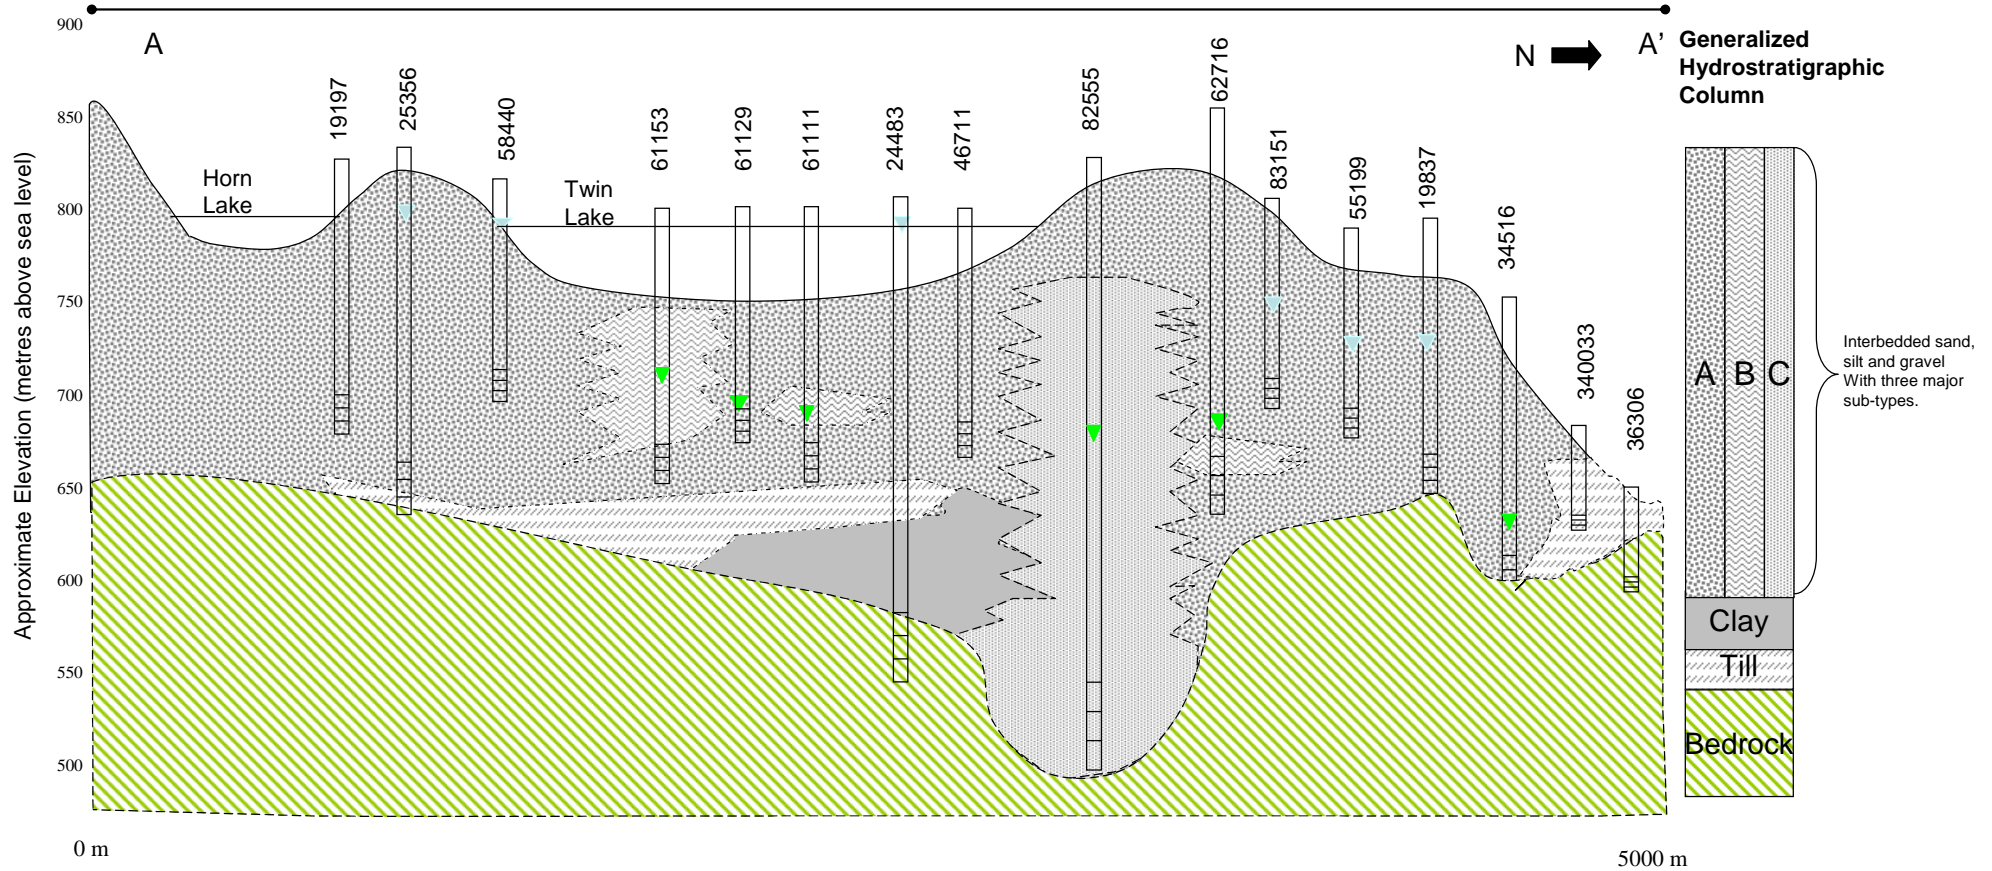 900
850
800
750
700
650
600
550
500
Approximate Elevation (metres above sea level)
A
N
A'
Horn
Lake
Twin
Lake
19197
25356
58440
61153
61129
61111
24483
46711
82555
62716
83151
55199
19837
34516
340033
36306
0 m
5000 m
Generalized
Hydrostratigraphic
Column
A
B
C
Clay
Till
Bedrock
Interbedded sand,
silt and gravel
With three major
sub-types.